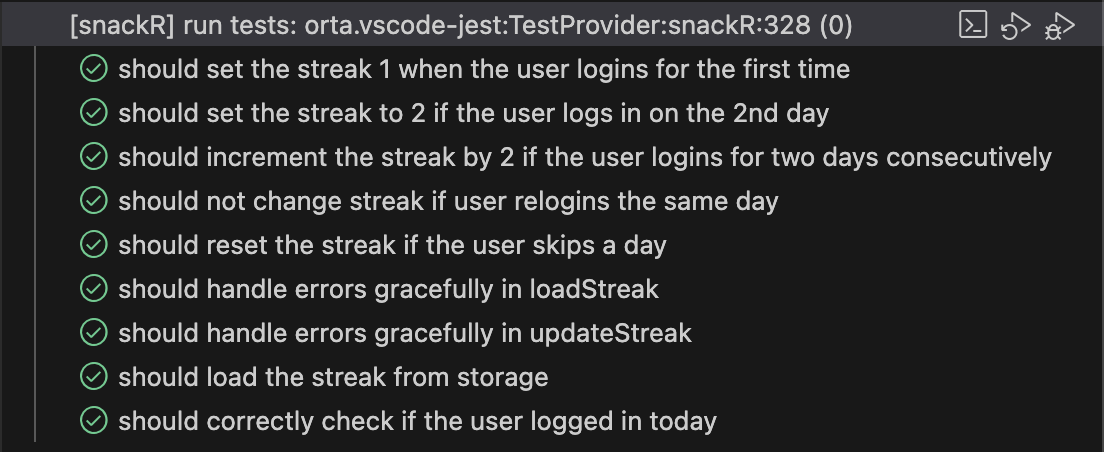 [snackR] run tests: orta.vscode-jest:TestProvider:snackR:328 (0)
should set the streak 1 when the user logins for the first time
should set the streak to 2 if the user logs in on the 2nd day
should increment the streak by 2 if the user logins for two days consecutively
should not change streak if user relogins the same day
should reset the streak if the user skips a day
should handle errors gracefully in loadStreak
should handle errors gracefully in updateStreak
should load the streak from storage
should correctly check if the user logged in today